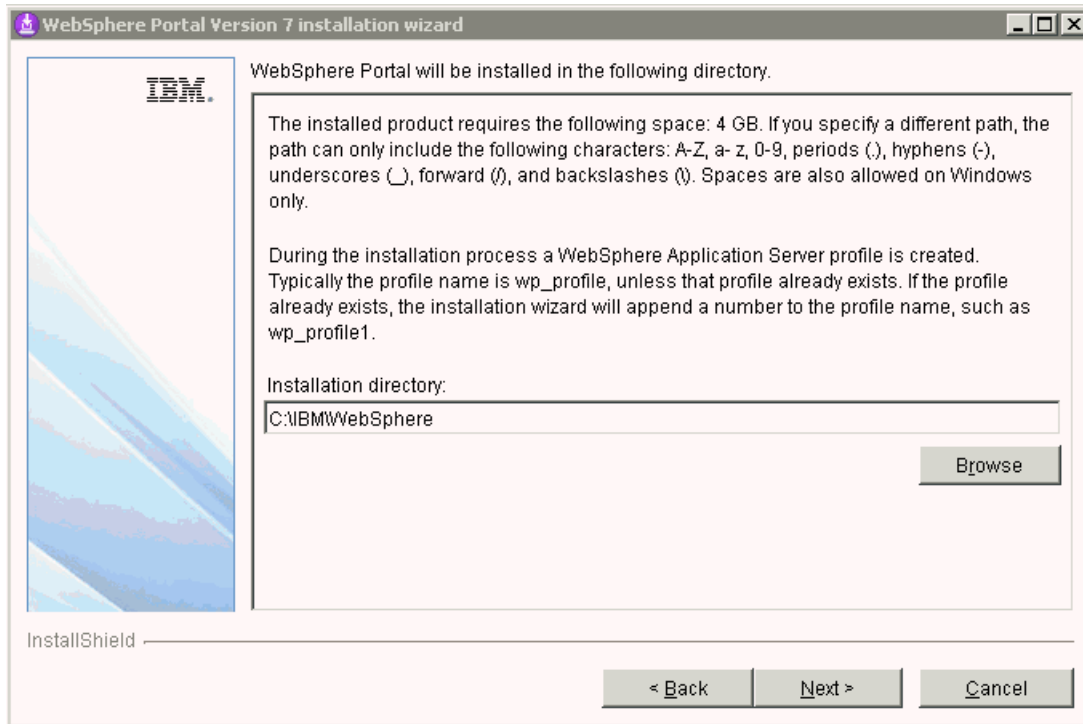 WebSphere Portal Version 7 installation wizard
IBM.
WebSphere Portal will be installed in the following directory.
The installed product requires the following space: 4 GB. If you specify a different path, the
path can only include the following characters: A-Z, a- z, 0-9, periods (.), hyphens (-),
underscores (_), forward (/), and backslashes (\). Spaces are also allowed on Windows
only.
During the installation process a WebSphere Application Server profile is created.
Typically the profile name is wp_profile, unless that profile already exists. If the profile
already exists, the installation wizard will append a number to the profile name, such as
wp_profile1.
Installation directory:
C:\IBM\WebSphere
Browse
InstallShield
< Back
Next >
Cancel